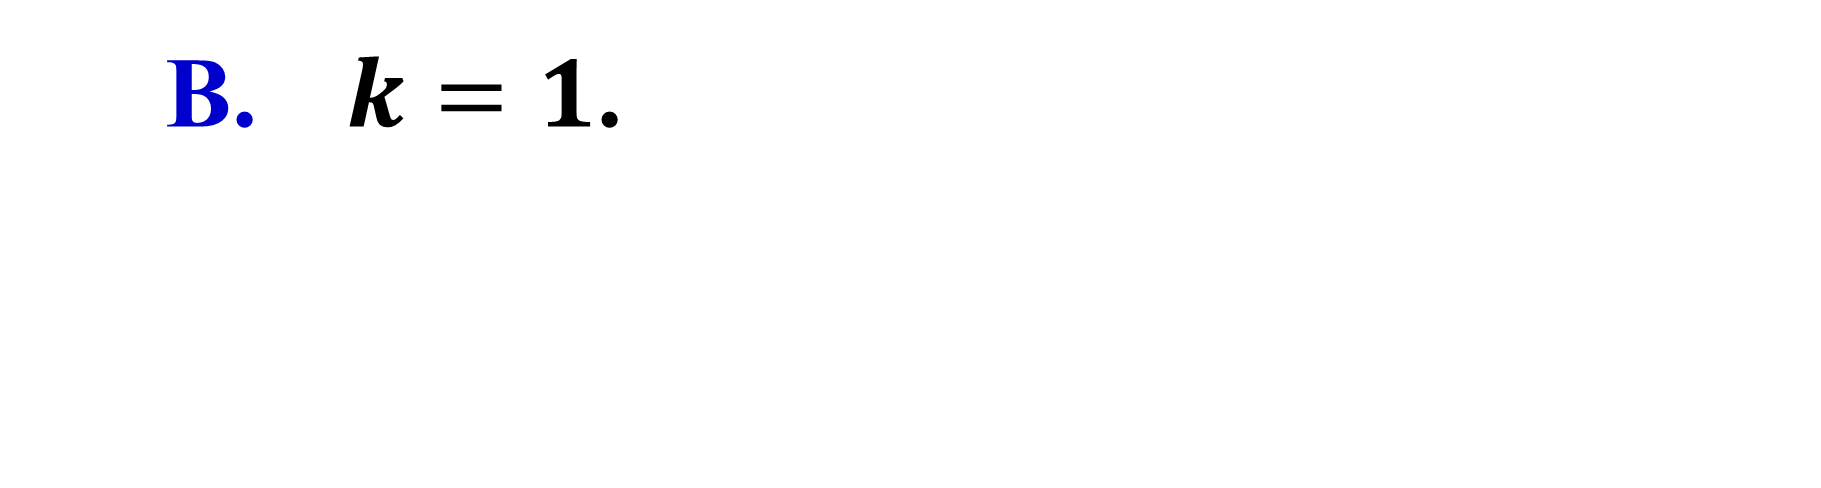 B. k = 1.